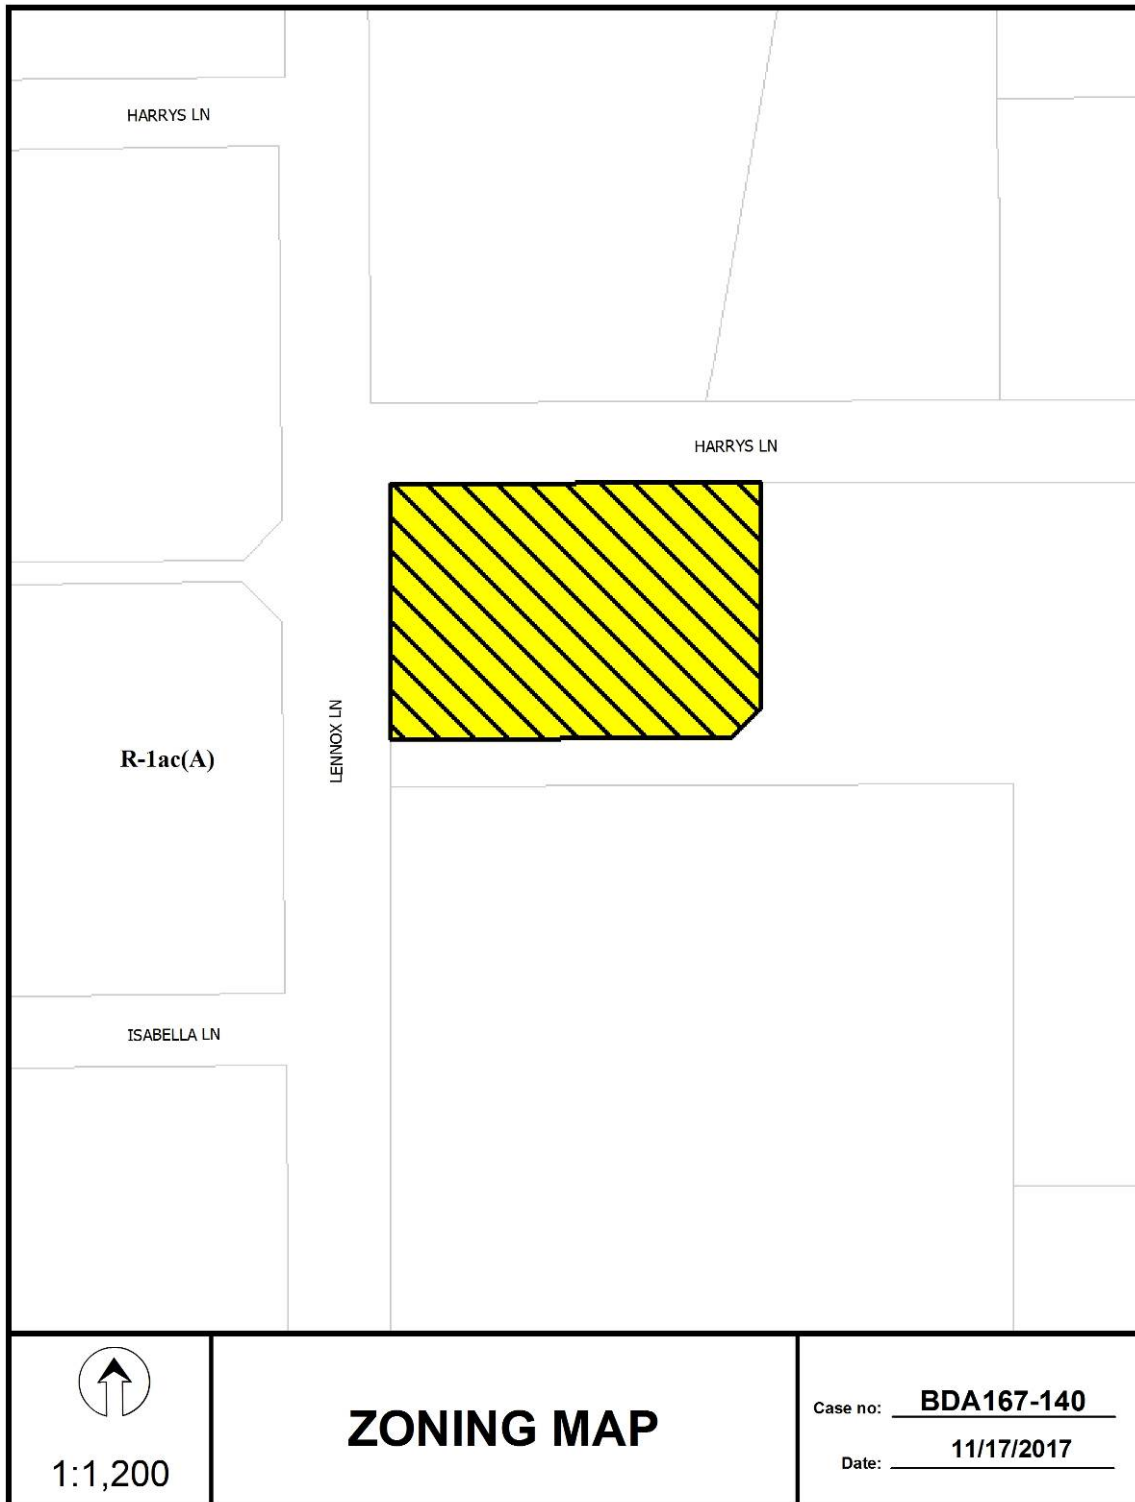 HARRYS LN
HARRYS LN
LENNOX LN
R-1ac(A)
ISABELLA LN
1:1,200
ZONING MAP
Case no: BDA167-140
Date: 11/17/2017